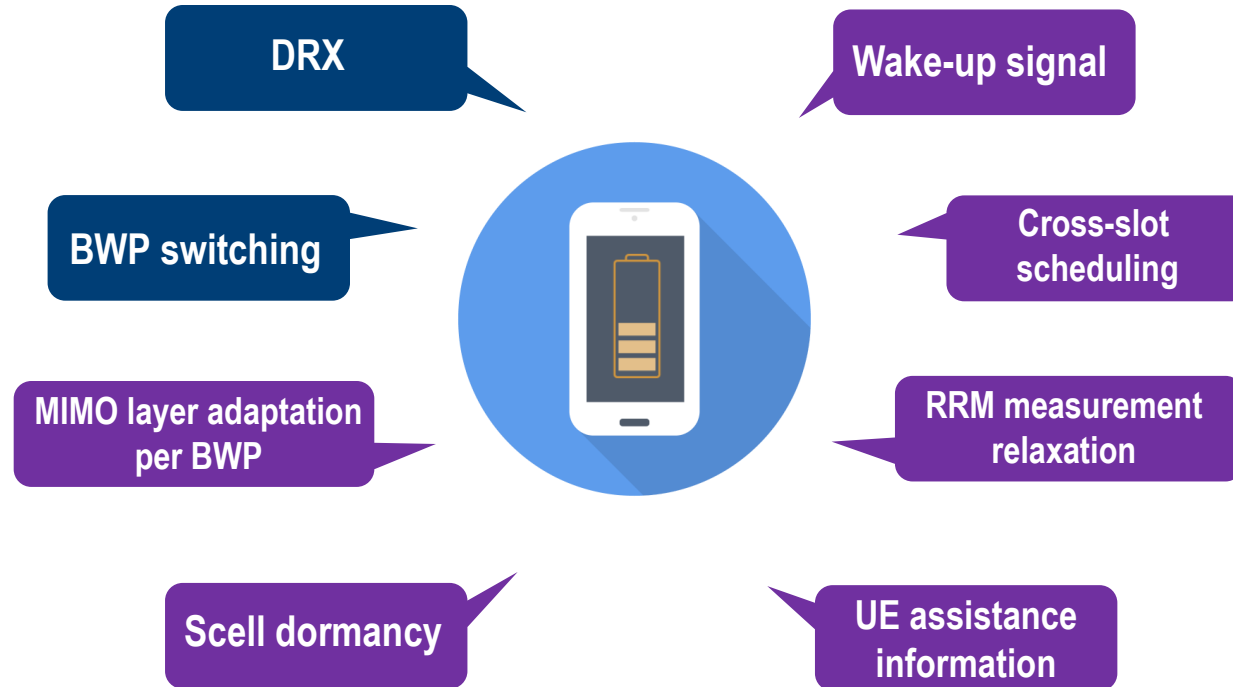 DRX
Wake-up signal
BWP switching
Cross-slot
scheduling
MIMO layer adaptation
per BWP
RRM measurement
relaxation
Scell dormancy
UE assistance
information